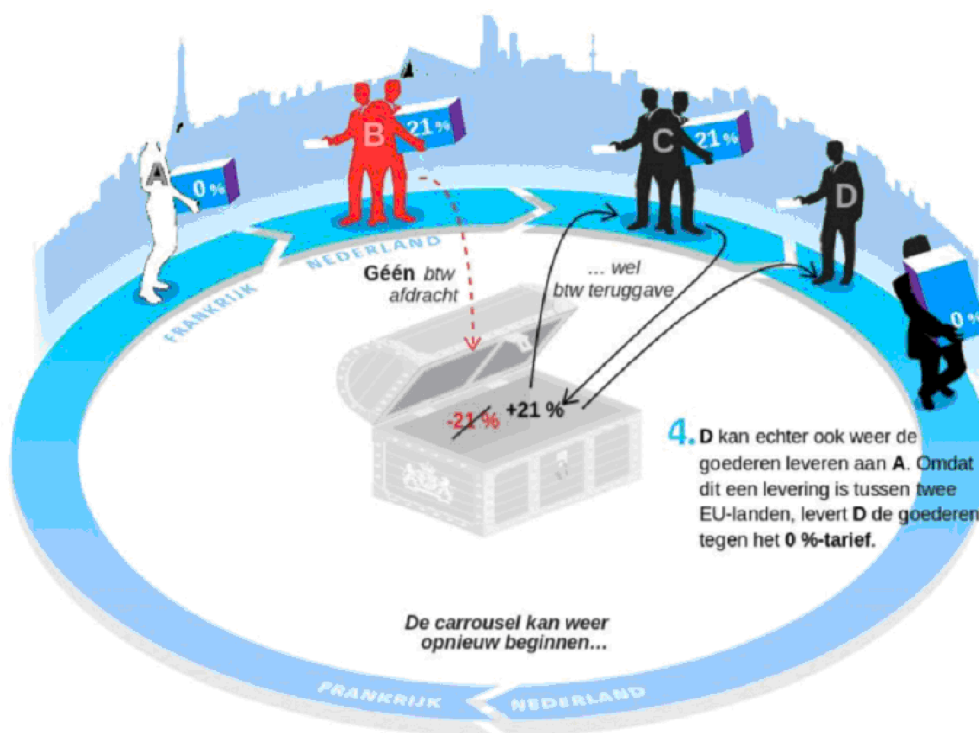 A
0 %
B
21 %
C
21 %
D
0 %
FRANKRIJK
NEDERLAND
Géén btw
afdracht
... wel
btw teruggave
-21 %
+21 %
4. D kan echter ook weer de
goederen leveren aan A. Omdat
dit een levering is tussen twee
EU-landen, levert D de goederen
tegen het 0 %-tarief.
De carrousel kan weer
opnieuw beginnen...
FRANKRIJK
NEDERLAND